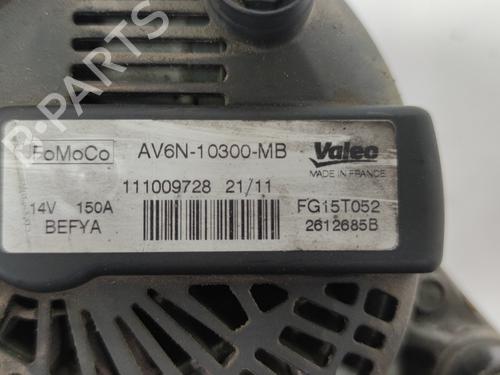 B-PARTS
FoMoCo AV6N-10300-MB Valeo
111009728 21/11 MADE IN FRANCE
14V 150A FG15T052
BEFYA 2612685B